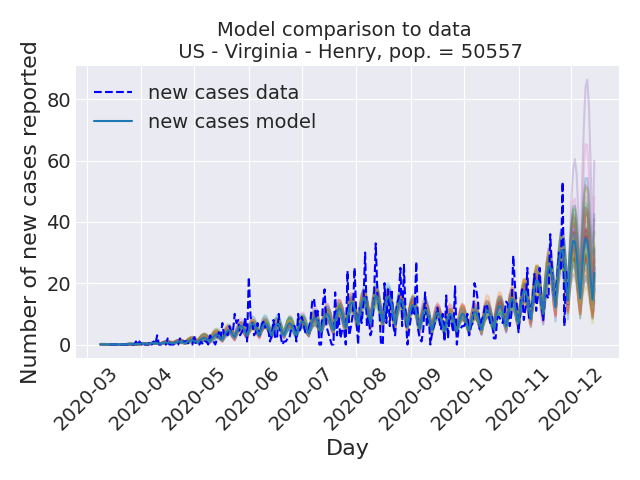 Model comparison to data
US - Virginia - Henry, pop. = 50557
Number of new cases reported
80
60
40
20
0
new cases data
new cases model
2020-03
2020-04
2020-05
2020-06
2020-07
2020-08
2020-09
2020-10
2020-11
2020-12
Day